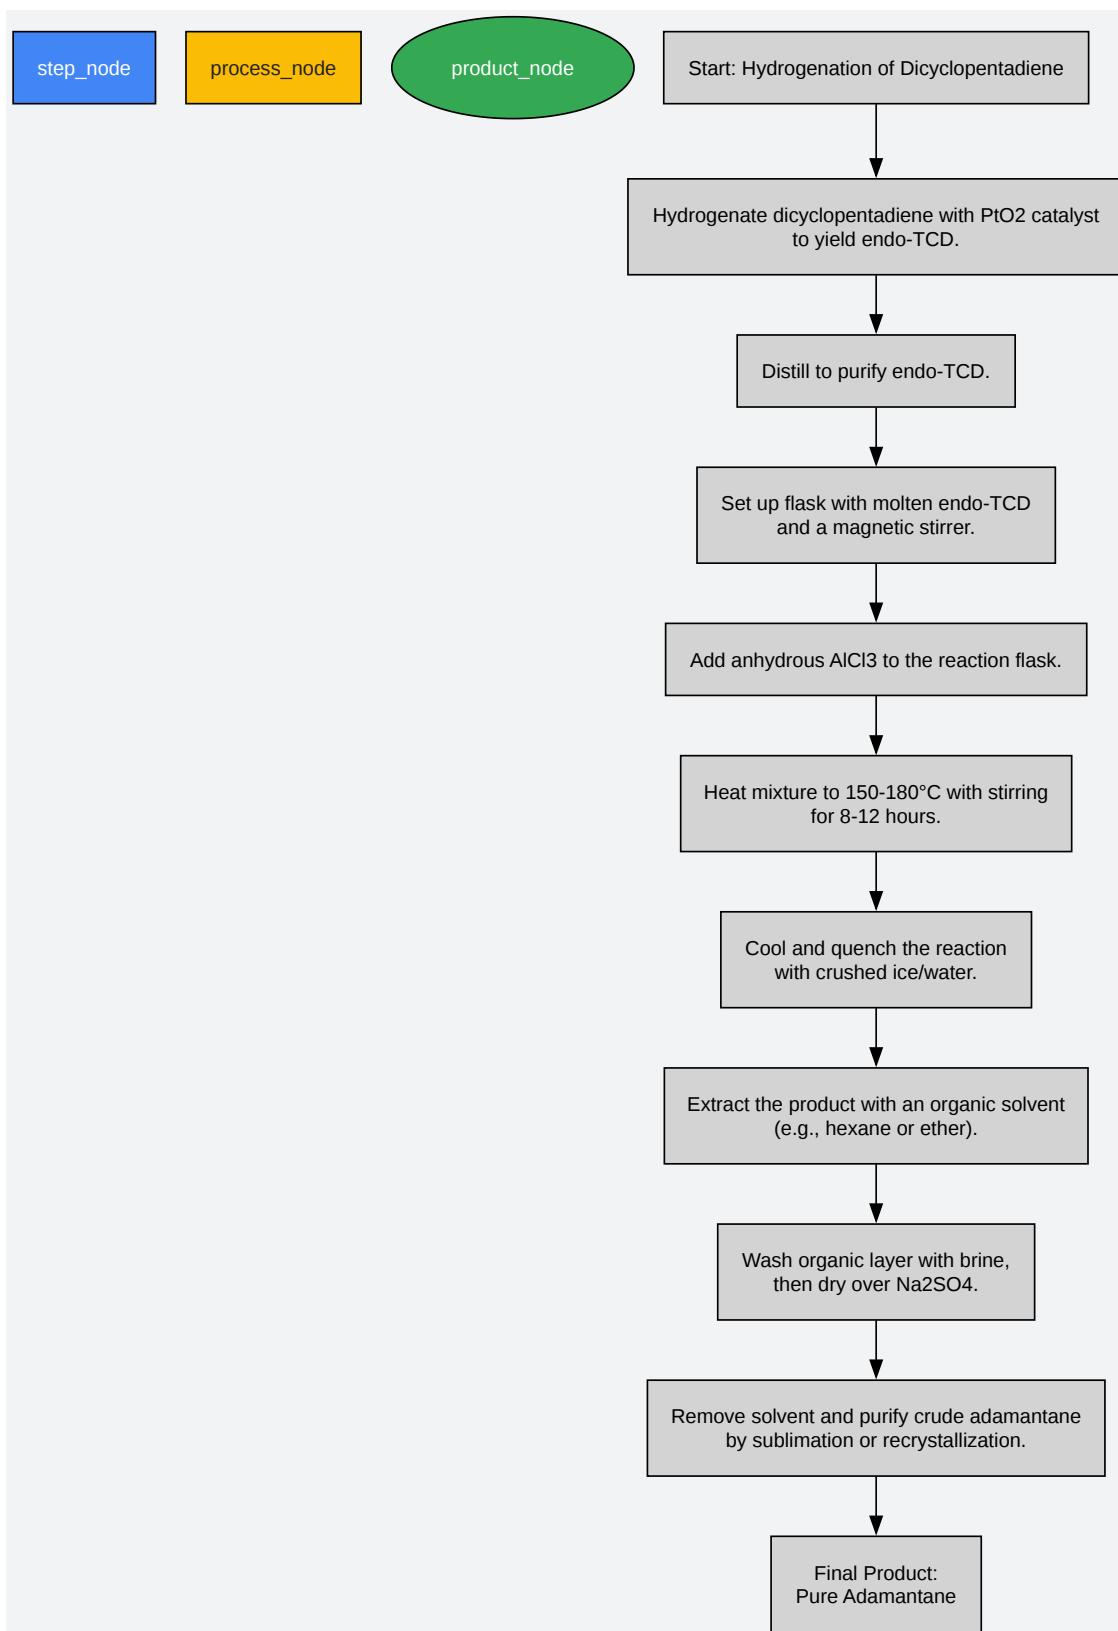 step_node
process_node
product_node
Start: Hydrogenation of Dicyclopentadiene
Hydrogenate dicyclopentadiene with PtO2 catalyst
to yield endo-TCD.
Distill to purify endo-TCD.
Set up flask with molten endo-TCD
and a magnetic stirrer.
Add anhydrous AlCl3 to the reaction flask.
Heat mixture to 150-180°C with stirring
for 8-12 hours.
Cool and quench the reaction
with crushed ice/water.
Extract the product with an organic solvent
(e.g., hexane or ether).
Wash organic layer with brine,
then dry over Na2SO4.
Remove solvent and purify crude adamantane
by sublimation or recrystallization.
Final Product:
Pure Adamantane